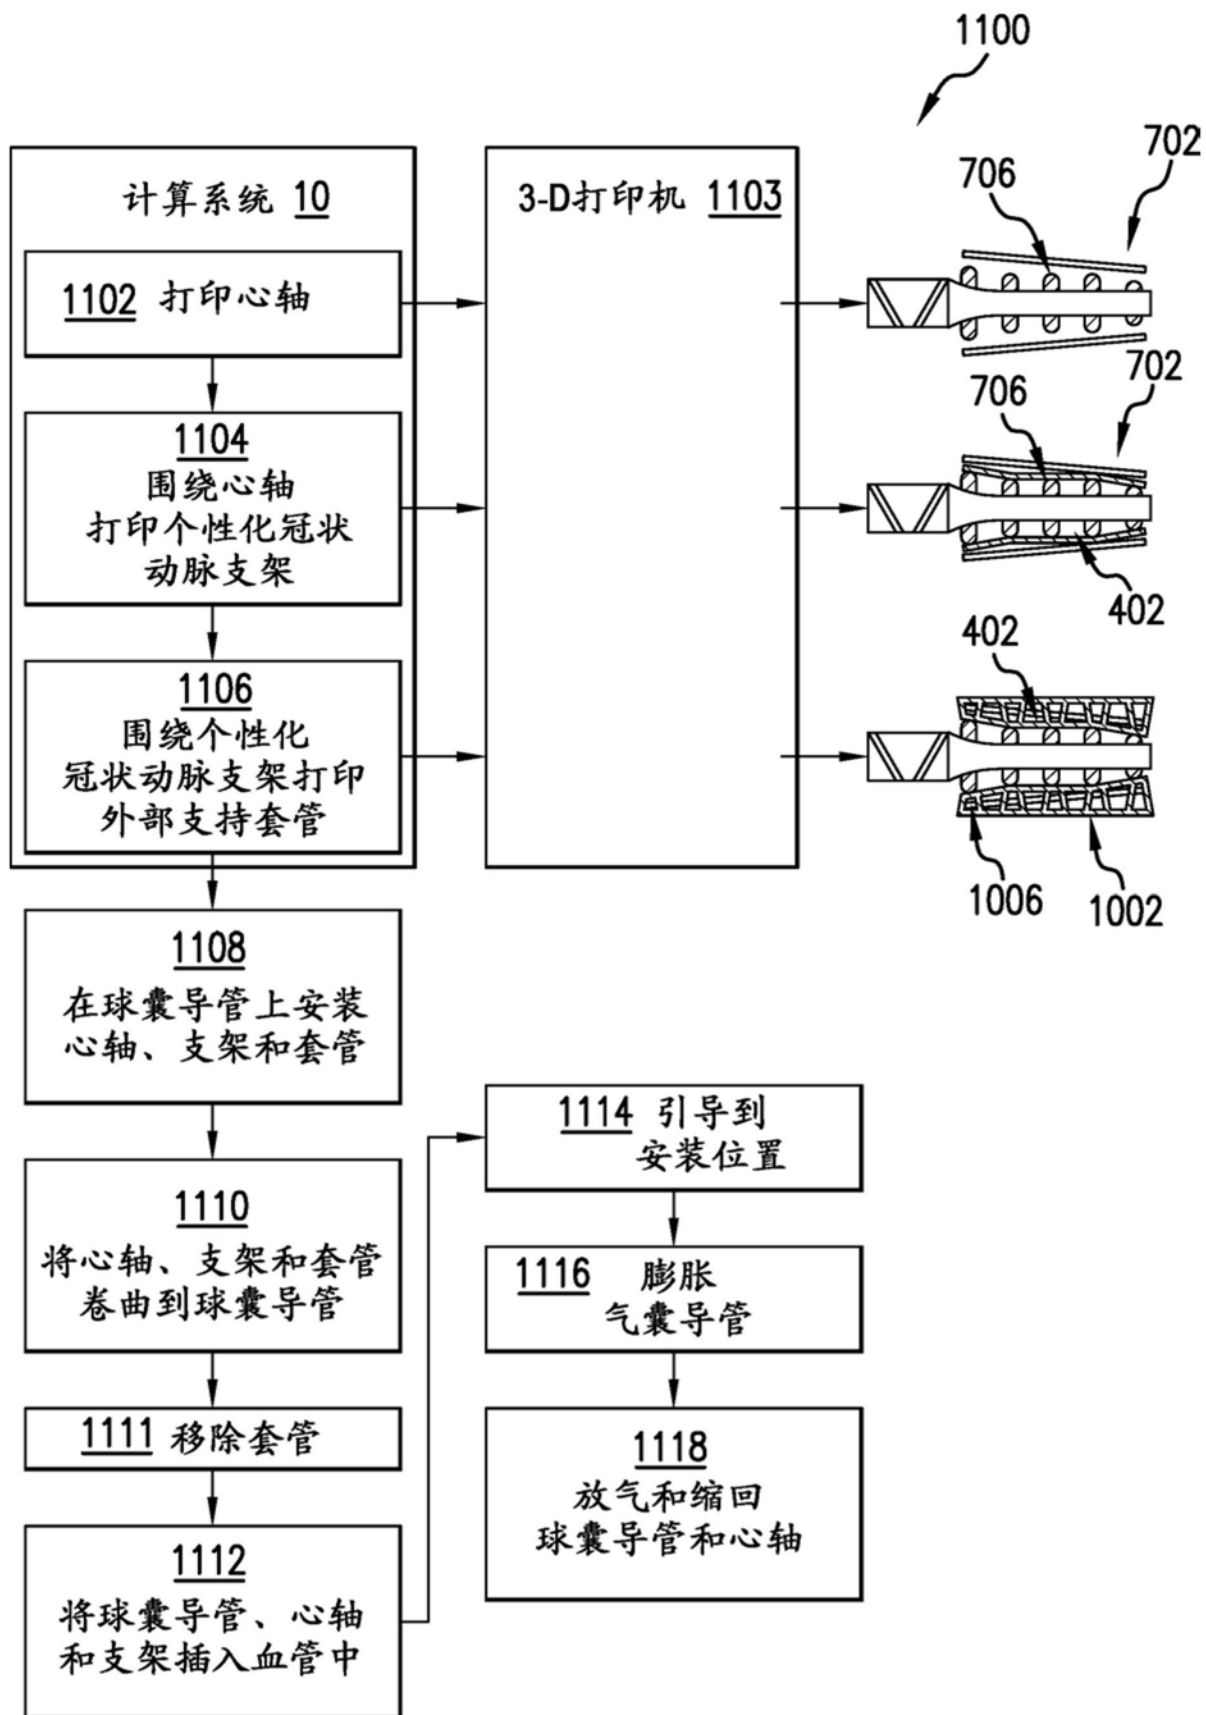 1100
计算系统 10
3-D打印机 1103
702
706
1102 打印心轴
702
706
1104
围绕心轴
打印个性化冠状
动脉支架
402
402
1106
围绕个性化
冠状动脉支架打印
外部支持套管
1006
1002
1108
在球囊导管上安装
心轴、支架和套管
1110
将心轴、支架和套管
卷曲到球囊导管
1111 移除套管
1112
将球囊导管、心轴
和支架插入血管中
1114 引导到
安装位置
1116 膨胀
气囊导管
1118
放气和缩回
球囊导管和心轴